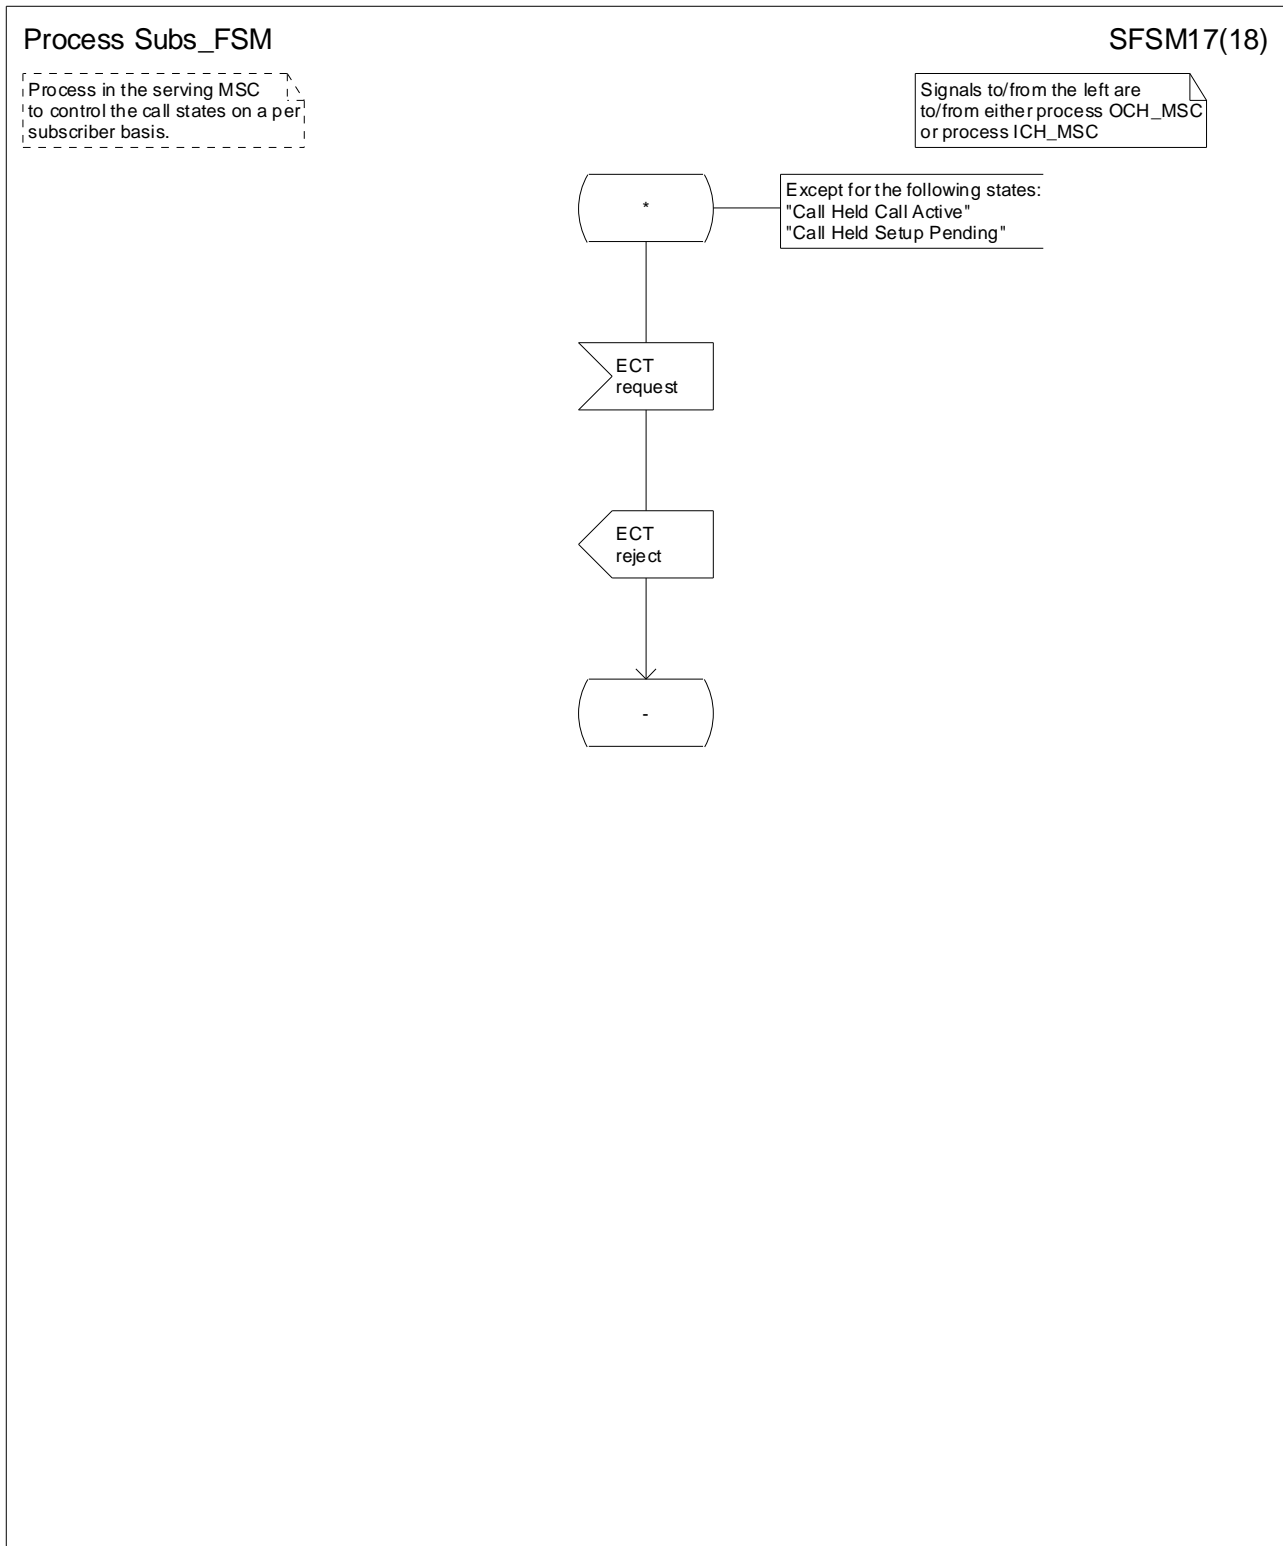 Process Subs_FSM
SFSM17(18)
Process in the serving MSC
to control the call states on a per
subscriber basis.
Signals to/from the left are
to/from either process OCH_MSC
or process ICH_MSC
*
Except for the following states:
"Call Held Call Active"
"Call Held Setup Pending"
ECT
request
ECT
reject
-